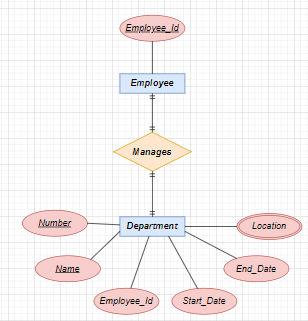 Employee_Id
Employee
Manages
Number
Department
Location
Name
End_Date
Employee_Id
Start_Date